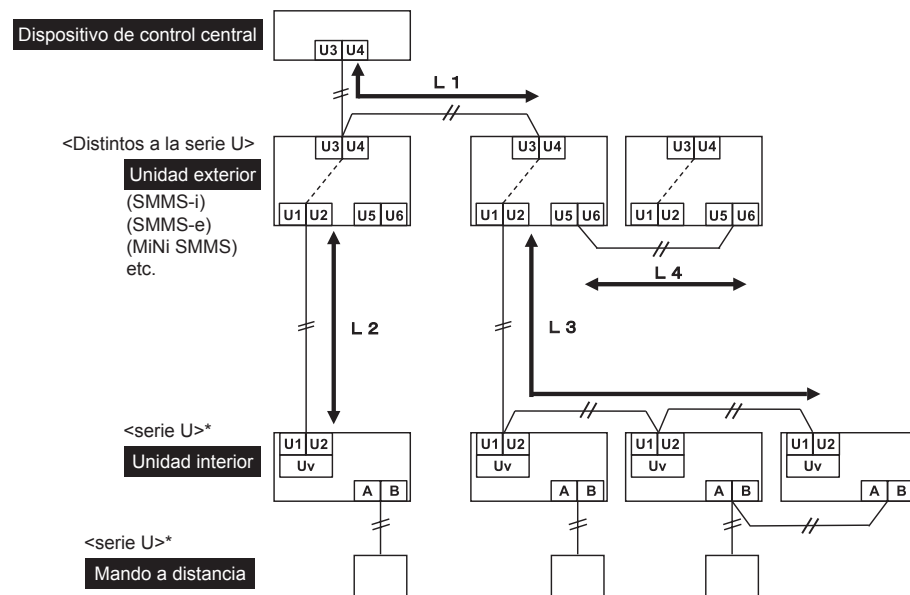 Dispositivo de control central
U3 U4
L 1
<Distintos a la serie U>
U3 U4 U3 U4 U3 U4
Unidad exterior
(SMMS-i)
(SMMS-e)
(MiNi SMMS)
etc.
U1 U2 U5 U6 U1 U2 U5 U6 U1 U2 U5 U6
L 4
L 2 L 3
<serie U>*
Unidad interior
U1 U2 U1 U2 U1 U2 U1 U2
Uv Uv Uv Uv
A B A B A B A B
<serie U>*
Mando a distancia